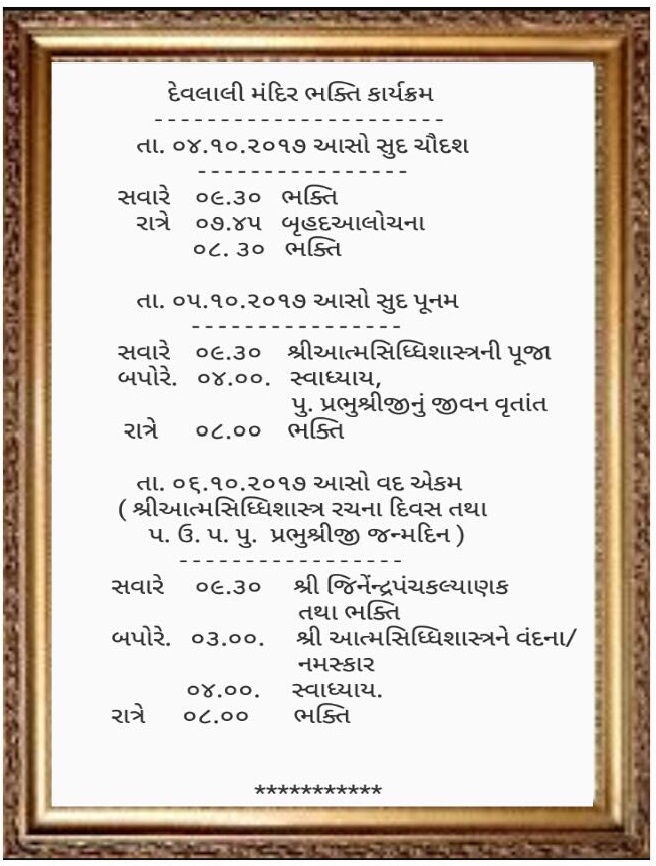 દેવલાલી મંદિર ભક્તિ કાર્યક્રમ
- - - - - - - - - - - - - - - - - - - - - -
તા. ૦૪.૧૦.૨૦૧૭ આસો સુદ ચૌદશ
- - - - - - - - - - - - - - - -
સવારે ૦૯.૩૦ ભક્તિ
રાત્રે ૦૭.૪૫ બૃહદઆલોચના
૦૮. ૩૦ ભક્તિ
તા. ૦૫.૧૦.૨૦૧૭ આસો સુદ પૂનમ
- - - - - - - - - - - - - - - -
સવારે ૦૯.૩૦ શ્રીઆત્મસિધ્ધિશાસ્ત્રની પૂજા
બપોરે. ૦૪.૦૦. સ્વાધ્યાય,
પુ. પ્રભુશ્રીજીનું જીવન વૃતાંત
રાત્રે ૦૮.૦૦ ભક્તિ
તા. ૦૬.૧૦.૨૦૧૭ આસો વદ એકમ
( શ્રીઆત્મસિધ્ધિશાસ્ત્ર રચના દિવસ તથા
પ. ઉ. પ. પુ. પ્રભુશ્રીજી જન્મદિન )
- - - - - - - - - - - - - - - - -
સવારે ૦૯.૩૦ શ્રી જિનેંન્દ્રપંચકલ્યાણક
તથા ભક્તિ
બપોરે. ૦૩.૦૦. શ્રી આત્મસિધ્ધિશાસ્ત્રને વંદના/
નમસ્કાર
૦૪.૦૦. સ્વાધ્યાય.
રાત્રે ૦૮.૦૦ ભક્તિ
***********